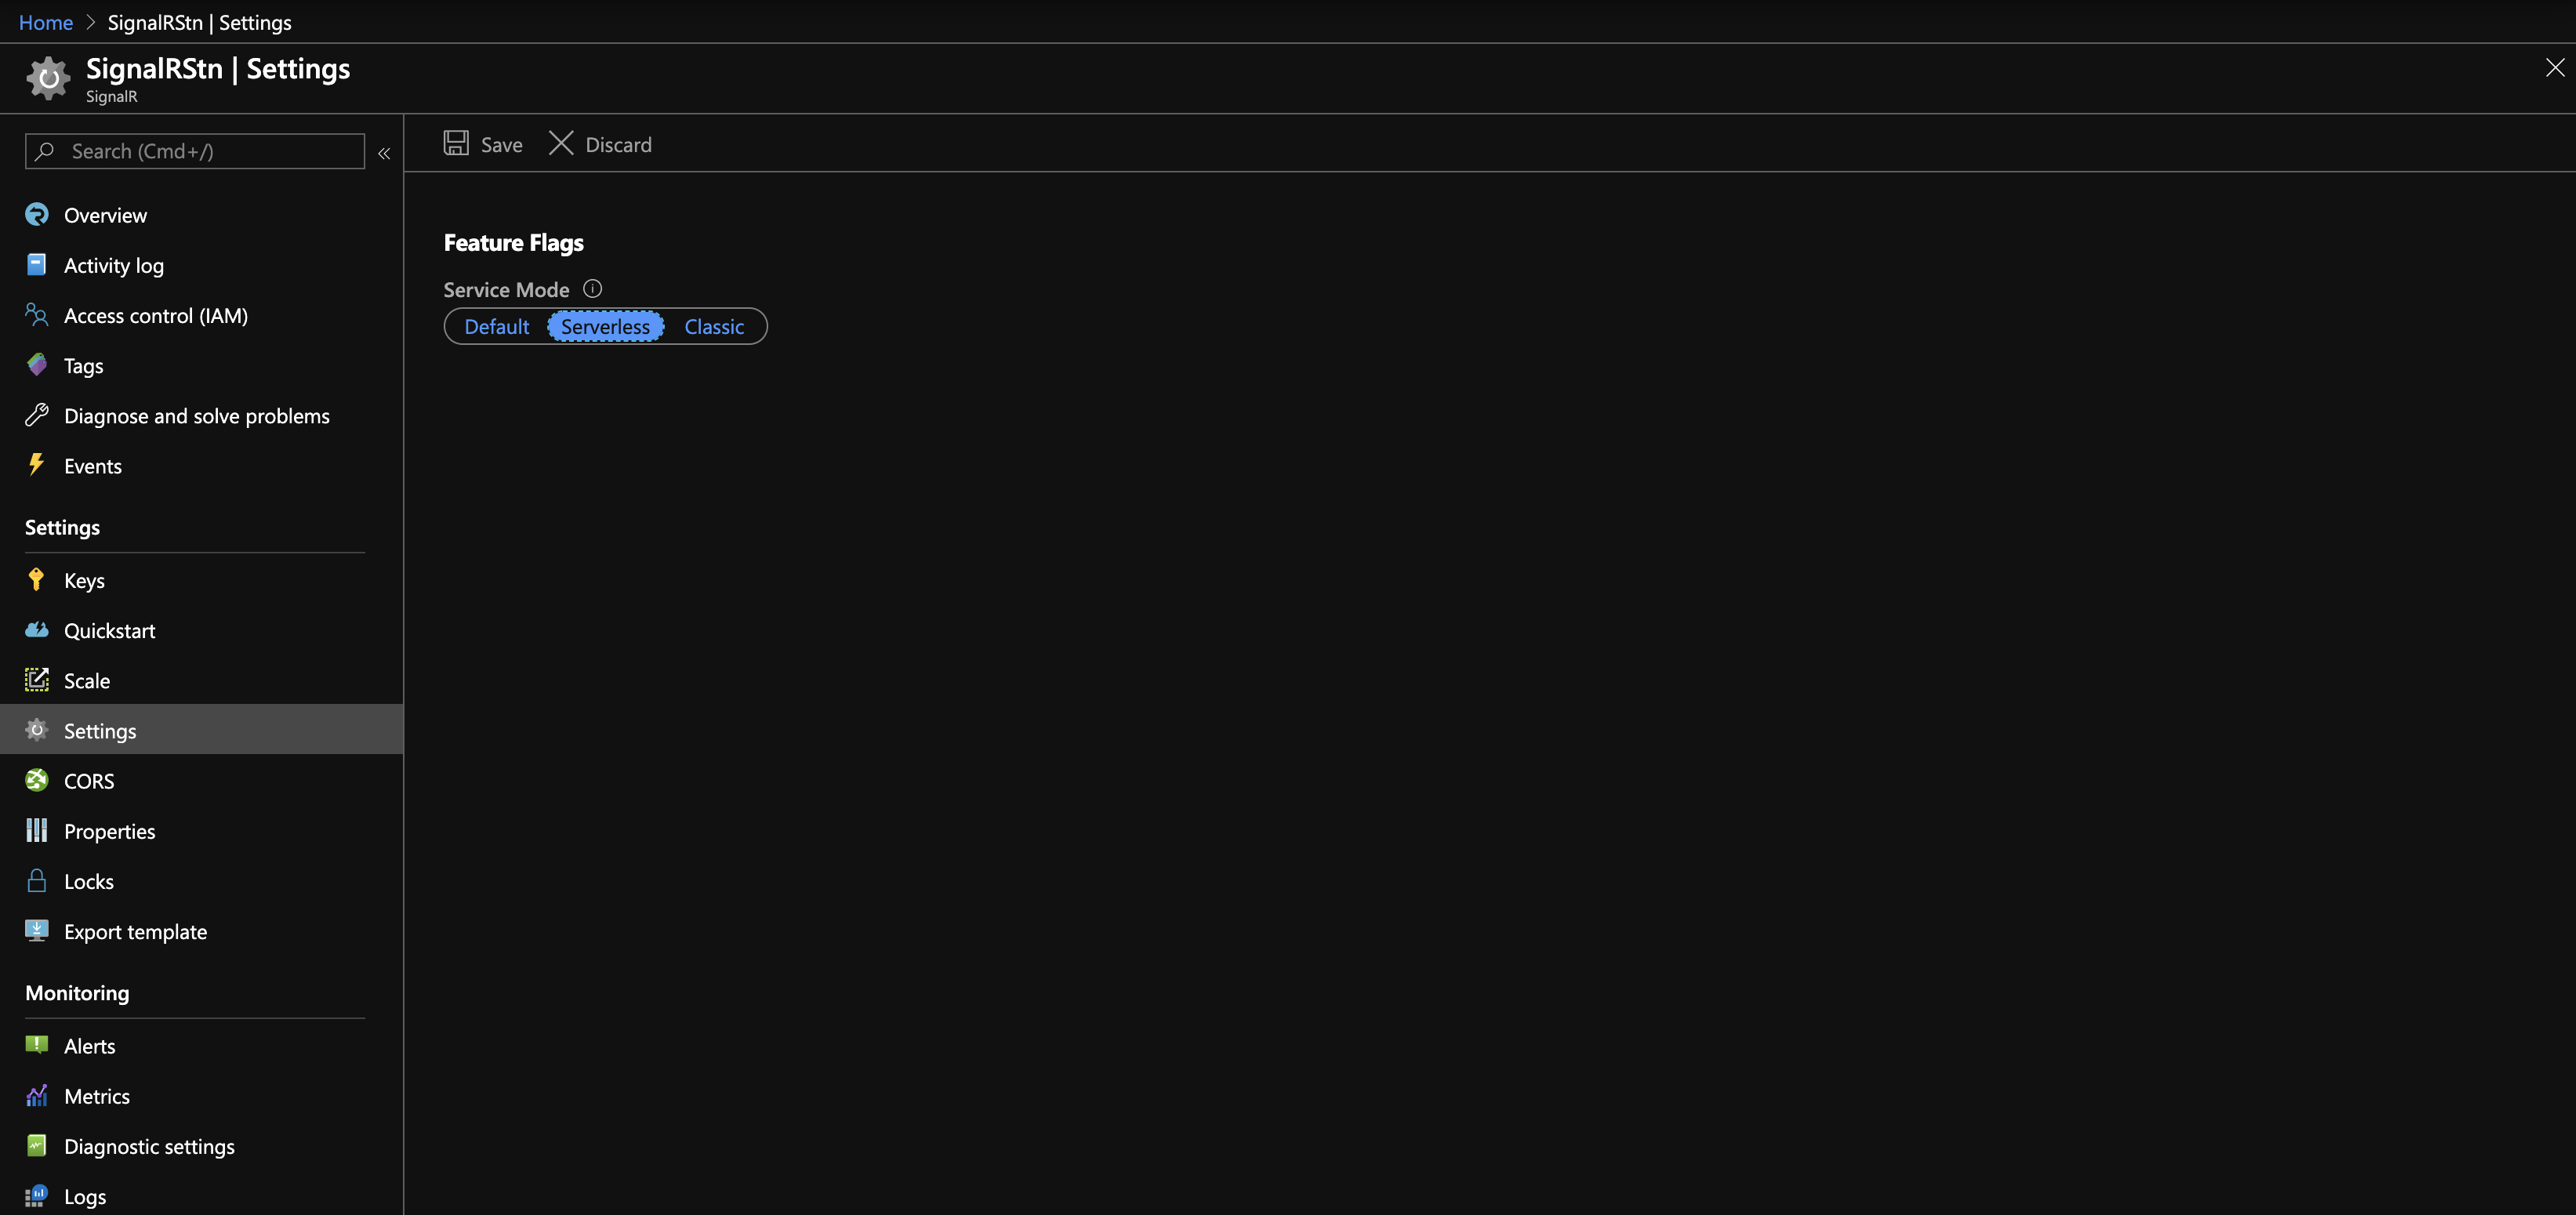 Home > SignalRStn | Settings
SignalRStn | Settings
SignalR
Search (Cmd+/)
«
Save
Discard
Overview
Activity log
Access control (IAM)
Tags
Diagnose and solve problems
Events
Settings
Keys
Quickstart
Scale
Settings
CORS
Properties
Locks
Export template
Monitoring
Alerts
Metrics
Diagnostic settings
Logs
Feature Flags
Service Mode
Default Serverless Classic